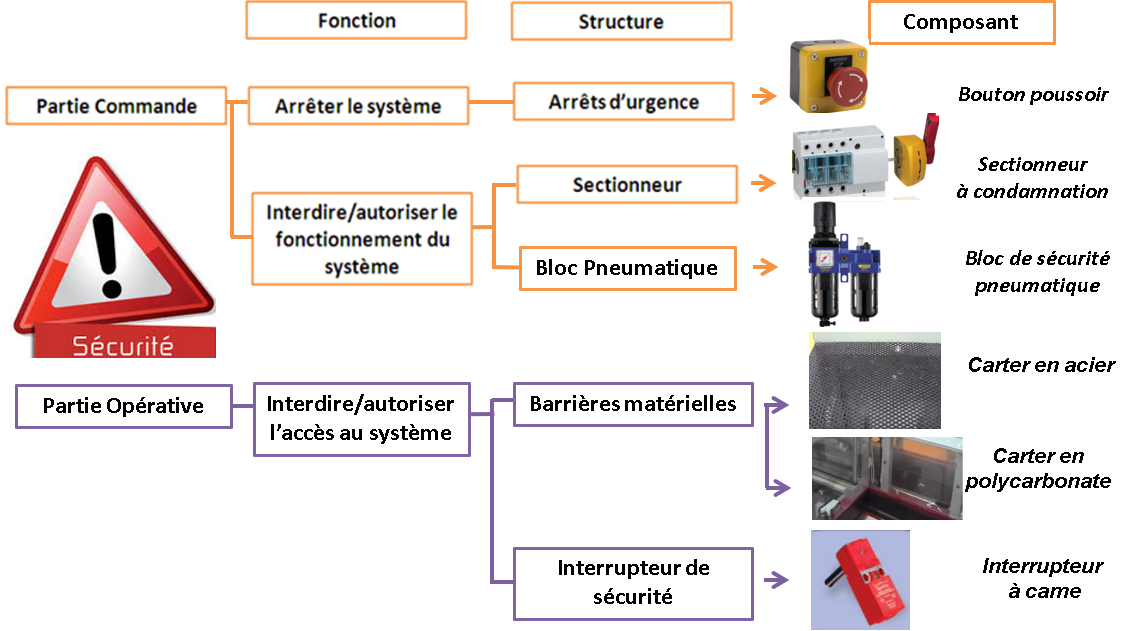 Fonction
Structure
Composant
Partie Commande
Arrêter le système
Arrêts d'urgence
EMERGENCY
STOP
Bouton poussoir
Sectionneur
Sectionneur
à condamnation
Interdire/autoriser le
fonctionnement du
système
Bloc Pneumatique
Bloc de sécurité
pneumatique
Sécurité
Partie Opérative
Interdire/autoriser
l'accès au système
Barrières matérielles
Carter en acier
Carter en
polycarbonate
Interrupteur de
sécurité
Interrupteur
à came